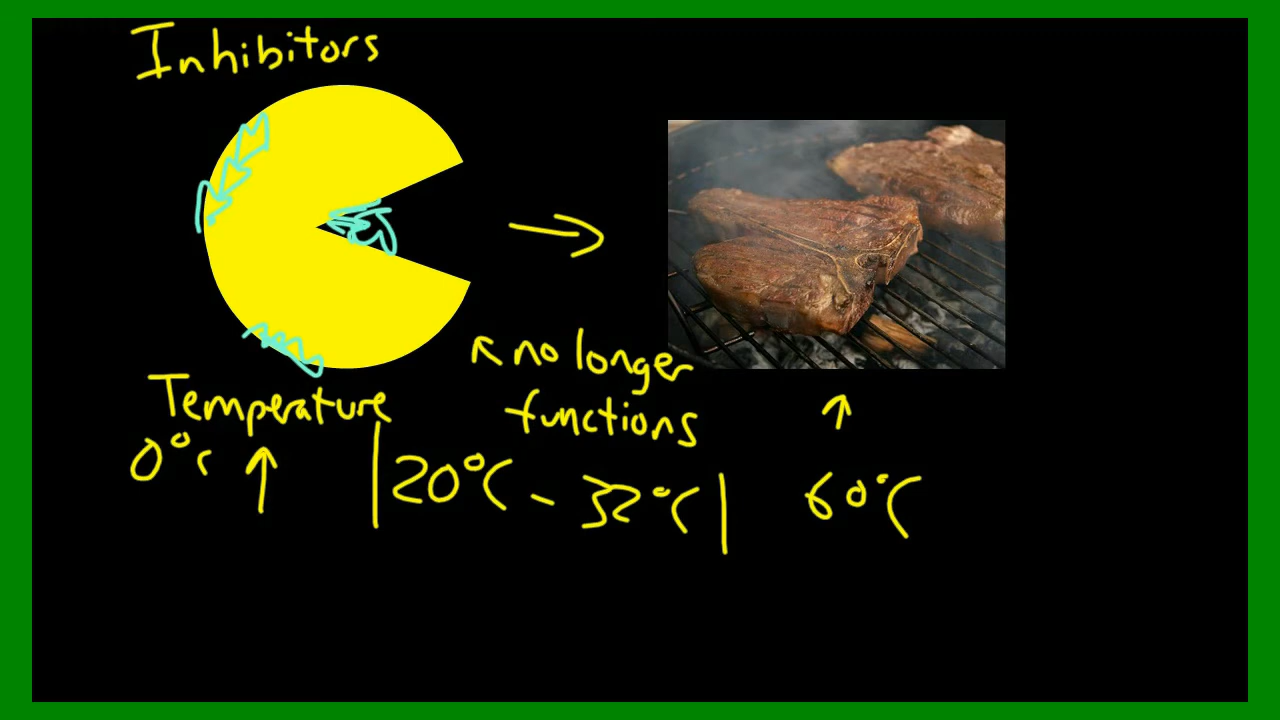 Inhibitors
no longer
functions
Temperature
0°C 20°C - 32°C 60°C